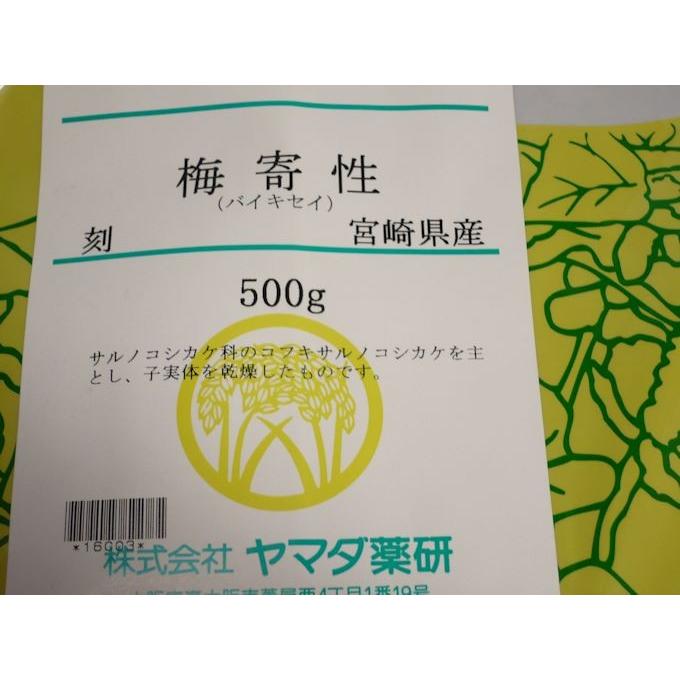 梅寄性
(バイキセイ)
刻 宮崎県産
500g
サルノコシカケ科のコフキサルノコシカケを主
とし、子実体を乾燥したものです。
*16003*
株式会社 ヤマダ薬研